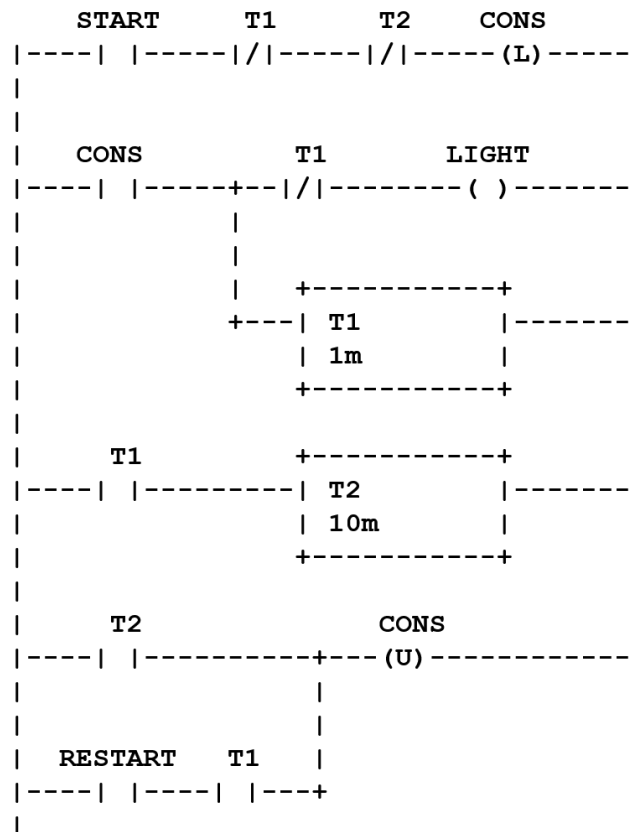 START T1 T2 CONS
|----| |-----|/|-----|/|-----(L)-----
CONS T1 LIGHT
|----| |-----+--|/|--------( )-------
+-----------+
+---| T1 |-------
| 1m |
+-----------+
T1 +-----------+
|----| |---------| T2 |-------
| 10m |
+-----------+
T2 CONS
|----| |----------+---(U)------------
RESTART T1
|----| |----| |---+